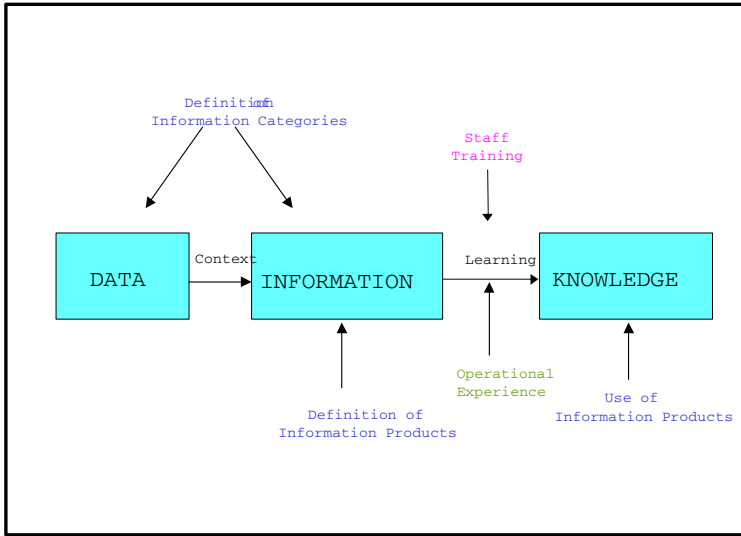 Definition of
Information Categories
Staff
Training
Context
Learning
DATA
INFORMATION
KNOWLEDGE
Operational
Experience
Definition of
Information Products
Use of
Information Products